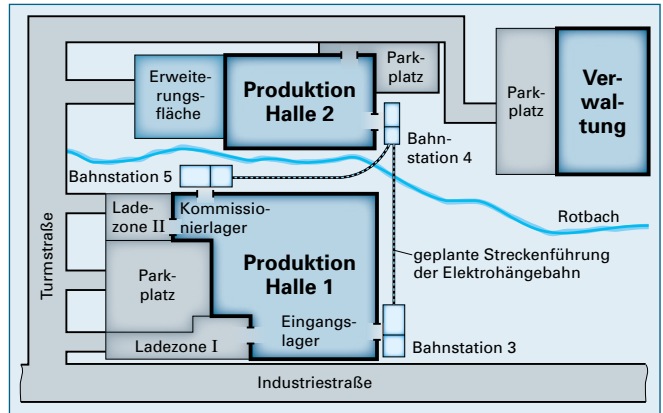 Park-
platz
Erweite-
rungs-
fläche
Produktion
Halle 2
Park-
platz
Ver-
wal-
tung
Bahn-
station 4
Bahnstation 5
Lade-
zone II
Kommissio-
nierlager
Rotbach
Turmstraße
Park-
platz
Produktion
Halle 1
geplante Streckenführung
der Elektrohängebahn
Eingangs-
lager
Ladezone I
Bahnstation 3
Industriestraße